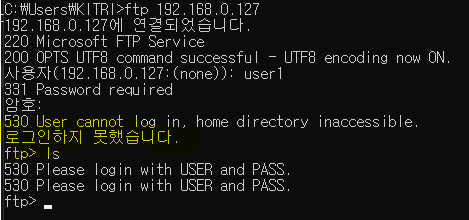 C:₩Users₩KITRI>ftp 192.168.0.127
192.168.0.127에 연결되었습니다.
220 Microsoft FTP Service
200 OPTS UTF8 command successful - UTF8 encoding now ON.
사용자(192.168.0.127:(none)): user1
331 Password required
암호:
530 User cannot log in, home directory inaccessible.
로그인하지 못했습니다.
ftp> ls
530 Please login with USER and PASS.
530 Please login with USER and PASS.
ftp>